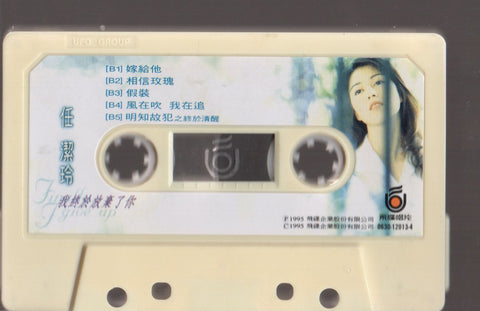 UFO GROUP
[B1] 嫁給他
[B2] 相信玫瑰
[B3] 假裝
[B4] 風在吹 我在追
[B5] 明知故犯之終於清醒
任潔玲
I give up
我終於放棄了你
飛碟唱片
Ⓟ1995 飛碟企業股份有限公司
Ⓒ1995 飛碟企業股份有限公司 0630-12013-4